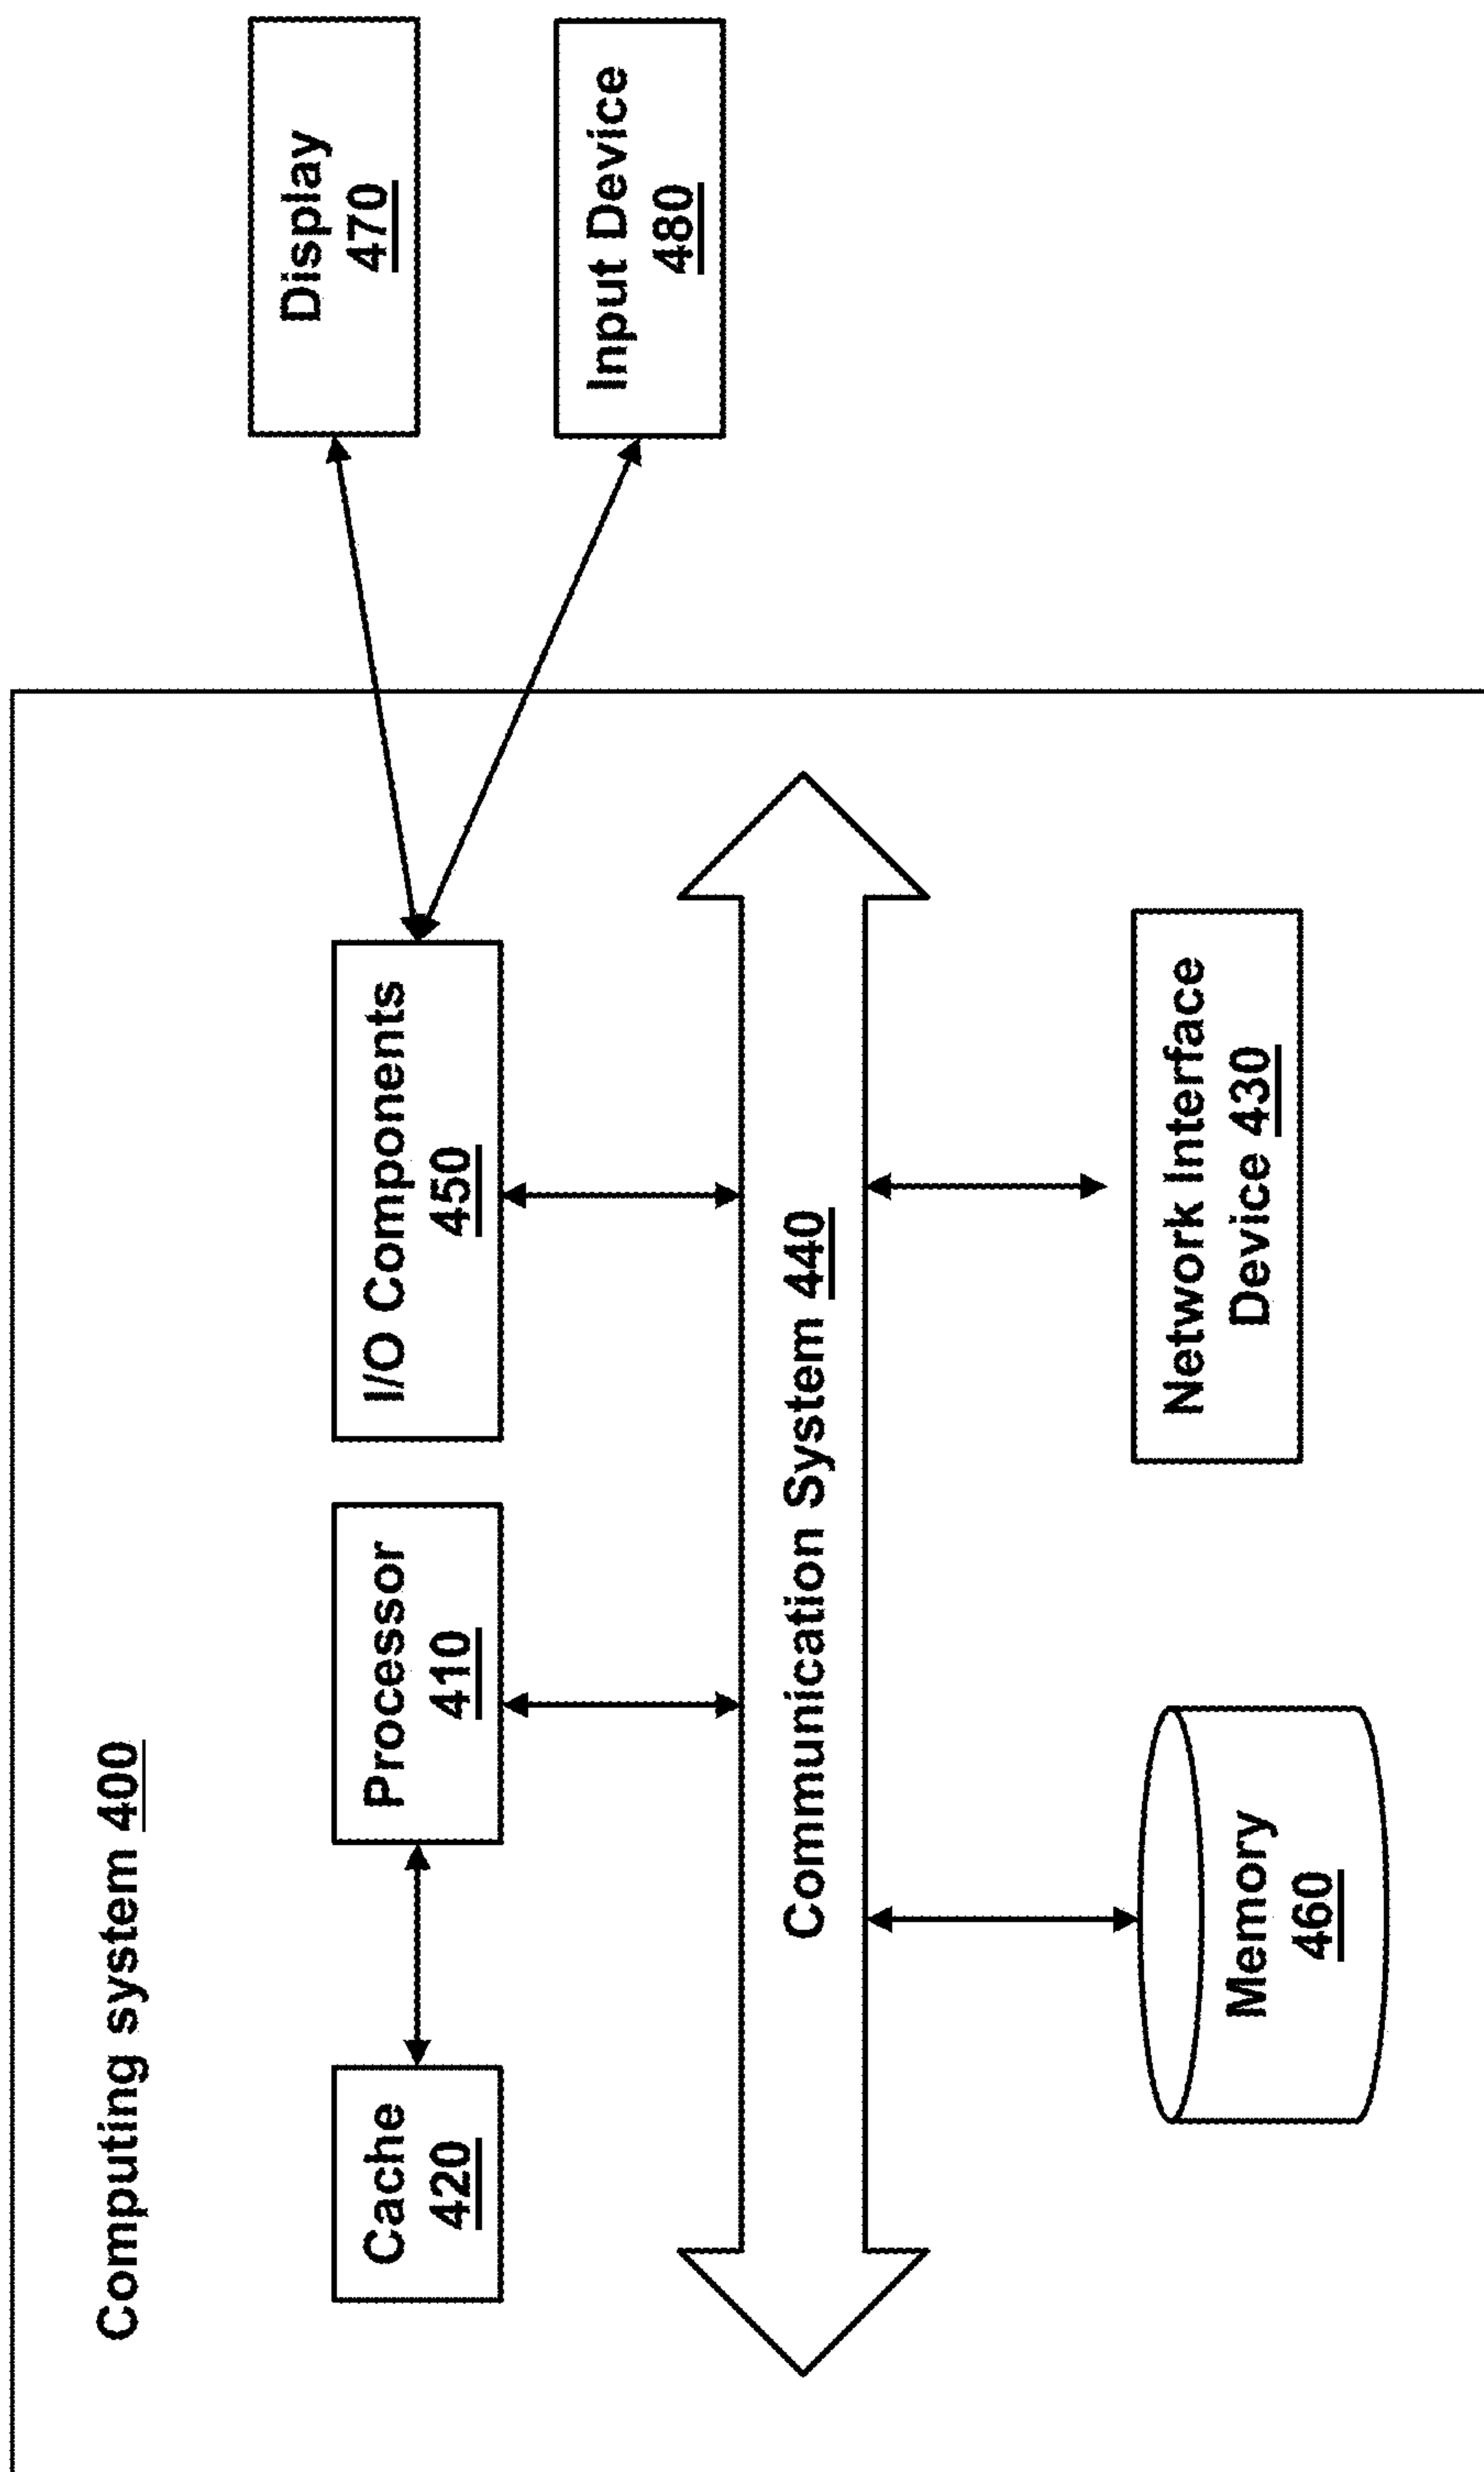 Computing system 400
Cache
420
Processor
410
I/O Components
450
Display
470
Input Device
480
Communication System 440
Memory
460
Network Interface
Device 430